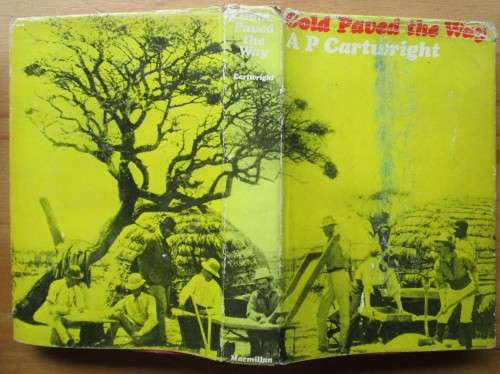 Gold
Paved
the
Way
Cartwright
Macmillan
Gold Paved the Way
A P Cartwright